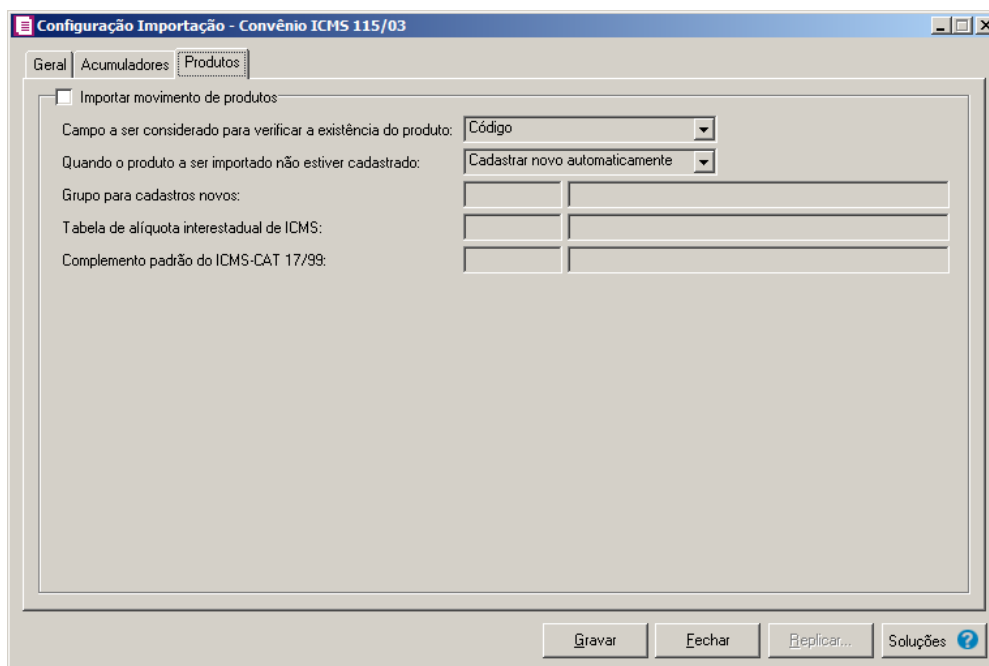 Configuração Importação - Convênio ICMS 115/03
Geral Acumuladores Produtos
Importar movimento de produtos
Campo a ser considerado para verificar a existência do produto: Código
Quando o produto a ser importado não estiver cadastrado: Cadastrar novo automaticamente
Grupo para cadastros novos:
Tabela de alíquota interestadual de ICMS:
Complemento padrão do ICMS-CAT 17/99:
Gravar Fechar Replicar... Soluções ?